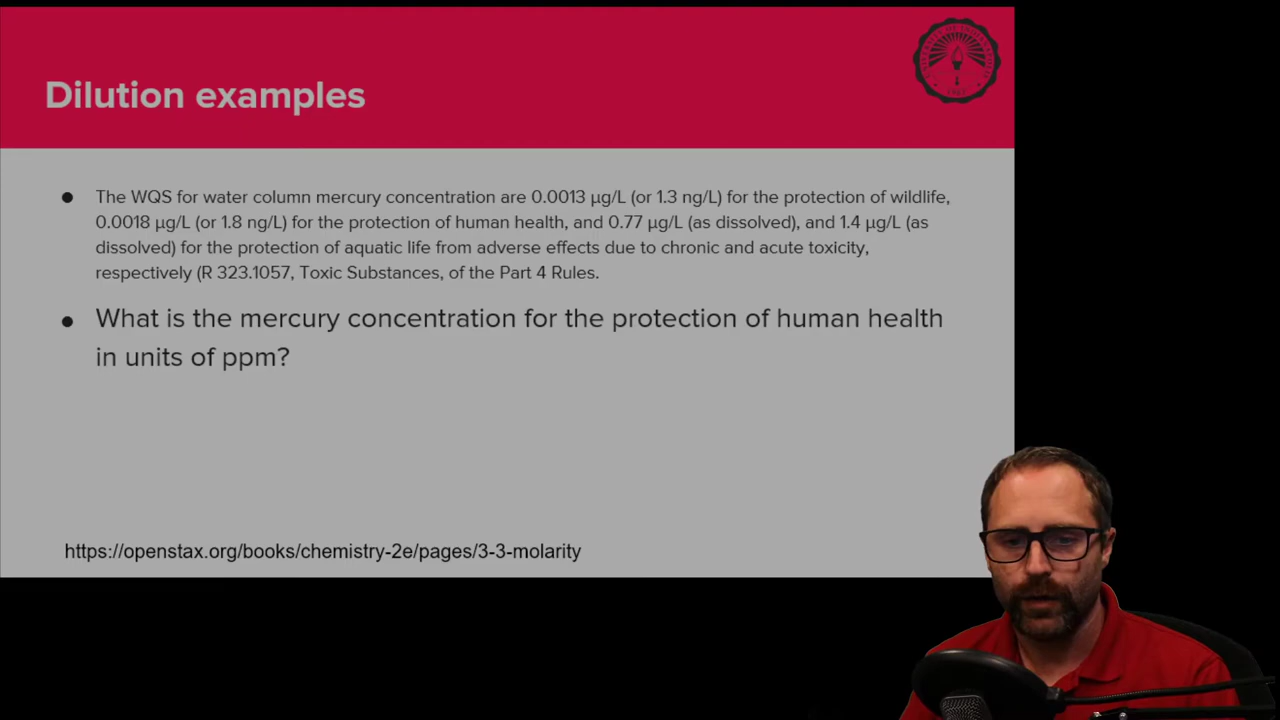 Dilution examples
The WQS for water column mercury concentration are 0.0013 µg/L (or 1.3 ng/L) for the protection of wildlife,
0.0018 µg/L (or 1.8 ng/L) for the protection of human health, and 0.77 µg/L (as dissolved), and 1.4 µg/L (as
dissolved) for the protection of aquatic life from adverse effects due to chronic and acute toxicity,
respectively (R 323.1057, Toxic Substances, of the Part 4 Rules.
What is the mercury concentration for the protection of human health
in units of ppm?
https://openstax.org/books/chemistry-2e/pages/3-3-molarity